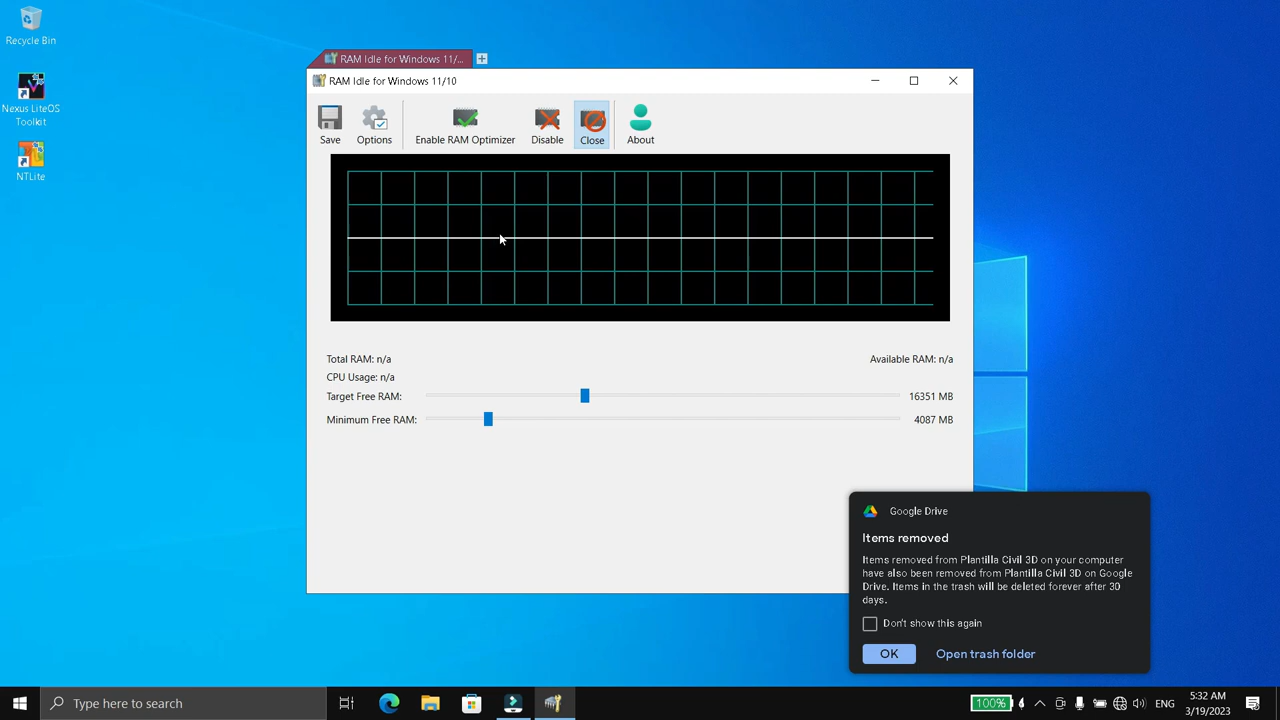 Recycle Bin
Nexus LiteOS
Toolkit
NTLite
RAM Idle for Windows 11/...
RAM Idle for Windows 11/10
Save
Options
Enable RAM Optimizer
Disable
Close
About
Total RAM: n/a
Available RAM: n/a
CPU Usage: n/a
Target Free RAM:
16351 MB
Minimum Free RAM:
4087 MB
Google Drive
Items removed
Items removed from Plantilla Civil 3D on your computer
have also been removed from Plantilla Civil 3D on Google
Drive. Items in the trash will be deleted forever after 30
days.
Don't show this again
OK
Open trash folder
Type here to search
100%
ENG
5:32 AM
3/19/2023